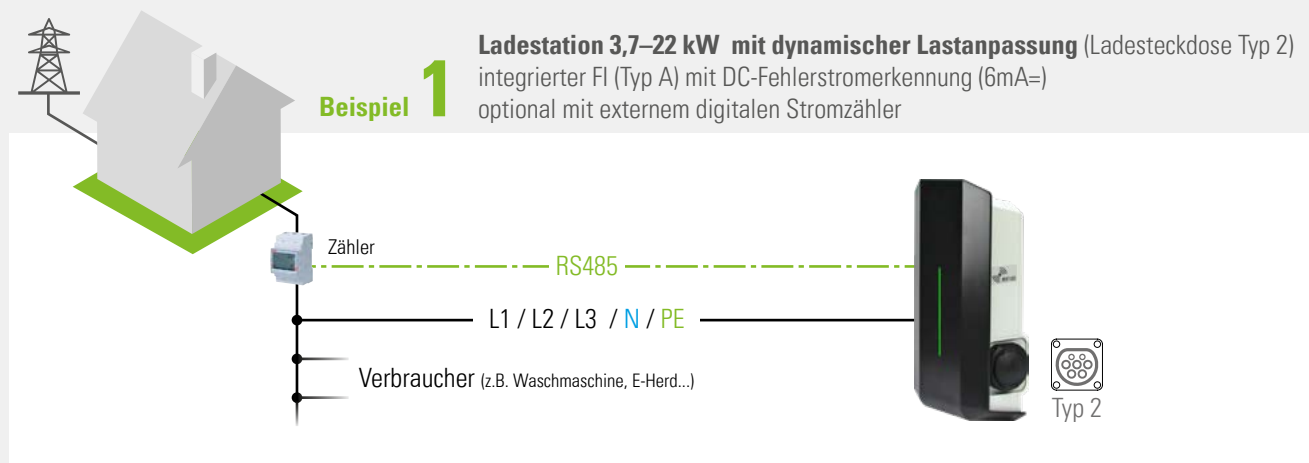 Ladestation 3,7–22 kW mit dynamischer Lastanpassung (Ladesteckdose Typ 2)
integrierter FI (Typ A) mit DC-Fehlerstromerkennung (6mA=)
optional mit externem digitalen Stromzähler
Beispiel 1
Zähler
RS485
L1 / L2 / L3 / N / PE
Verbraucher (z.B. Waschmaschine, E-Herd...)
Typ 2